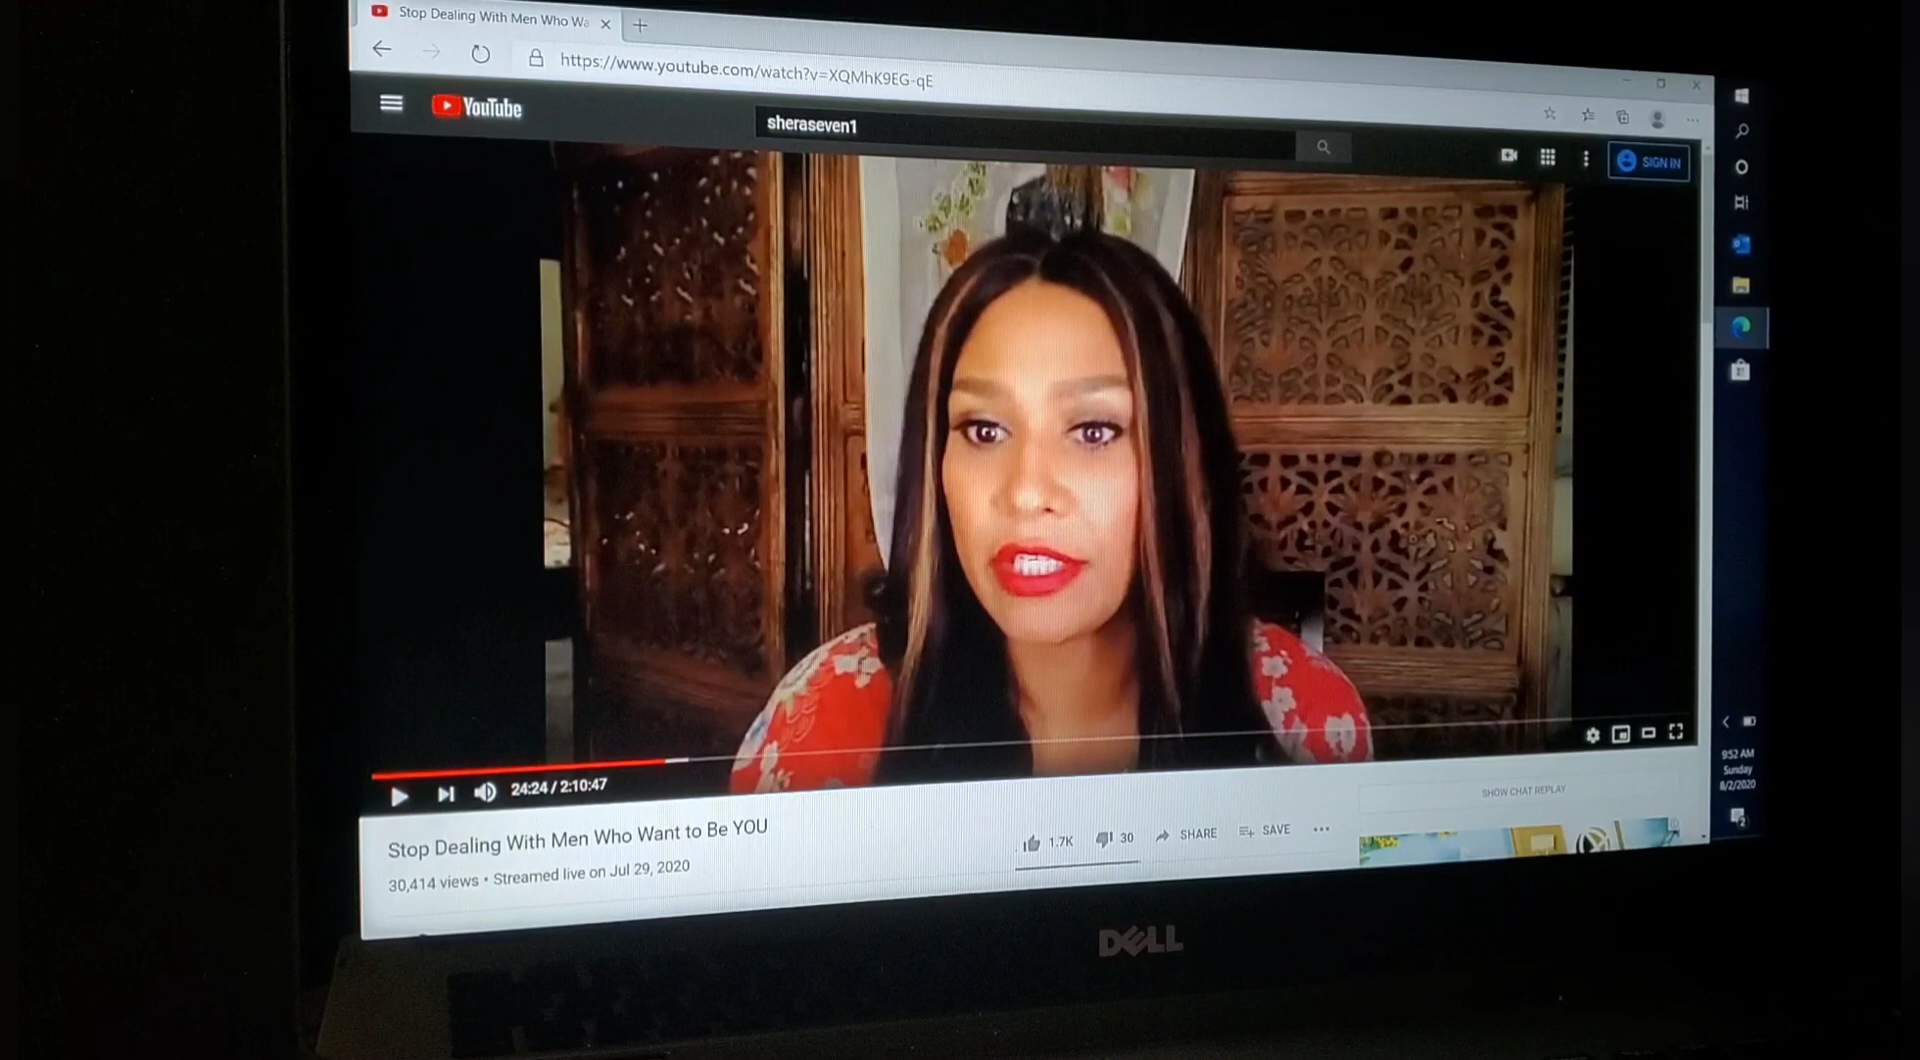 Stop Dealing With Men Who Wa
https://www.youtube.com/watch?v=XQMhK9EG-qE
YouTube
sheraseven1
SIGN IN
24:24 / 2:10:47
Stop Dealing With Men Who Want to Be YOU
30,414 views • Streamed live on Jul 29, 2020
1.7K
30
SHARE
SAVE
SHOW CHAT REPLAY
9:52 AM
Sunday
8/2/2020
2
DELL